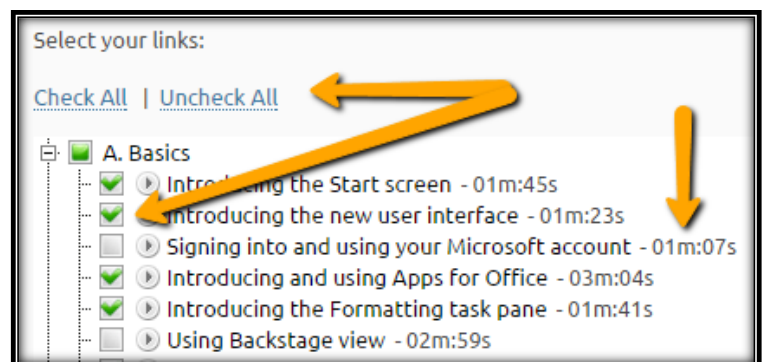 Select your links:
Check All | Uncheck All
A. Basics
Introducing the Start screen - 01m:45s
Introducing the new user interface - 01m:23s
Signing into and using your Microsoft account - 01m:07s
Introducing and using Apps for Office - 03m:04s
Introducing the Formatting task pane - 01m:41s
Using Backstage view - 02m:59s